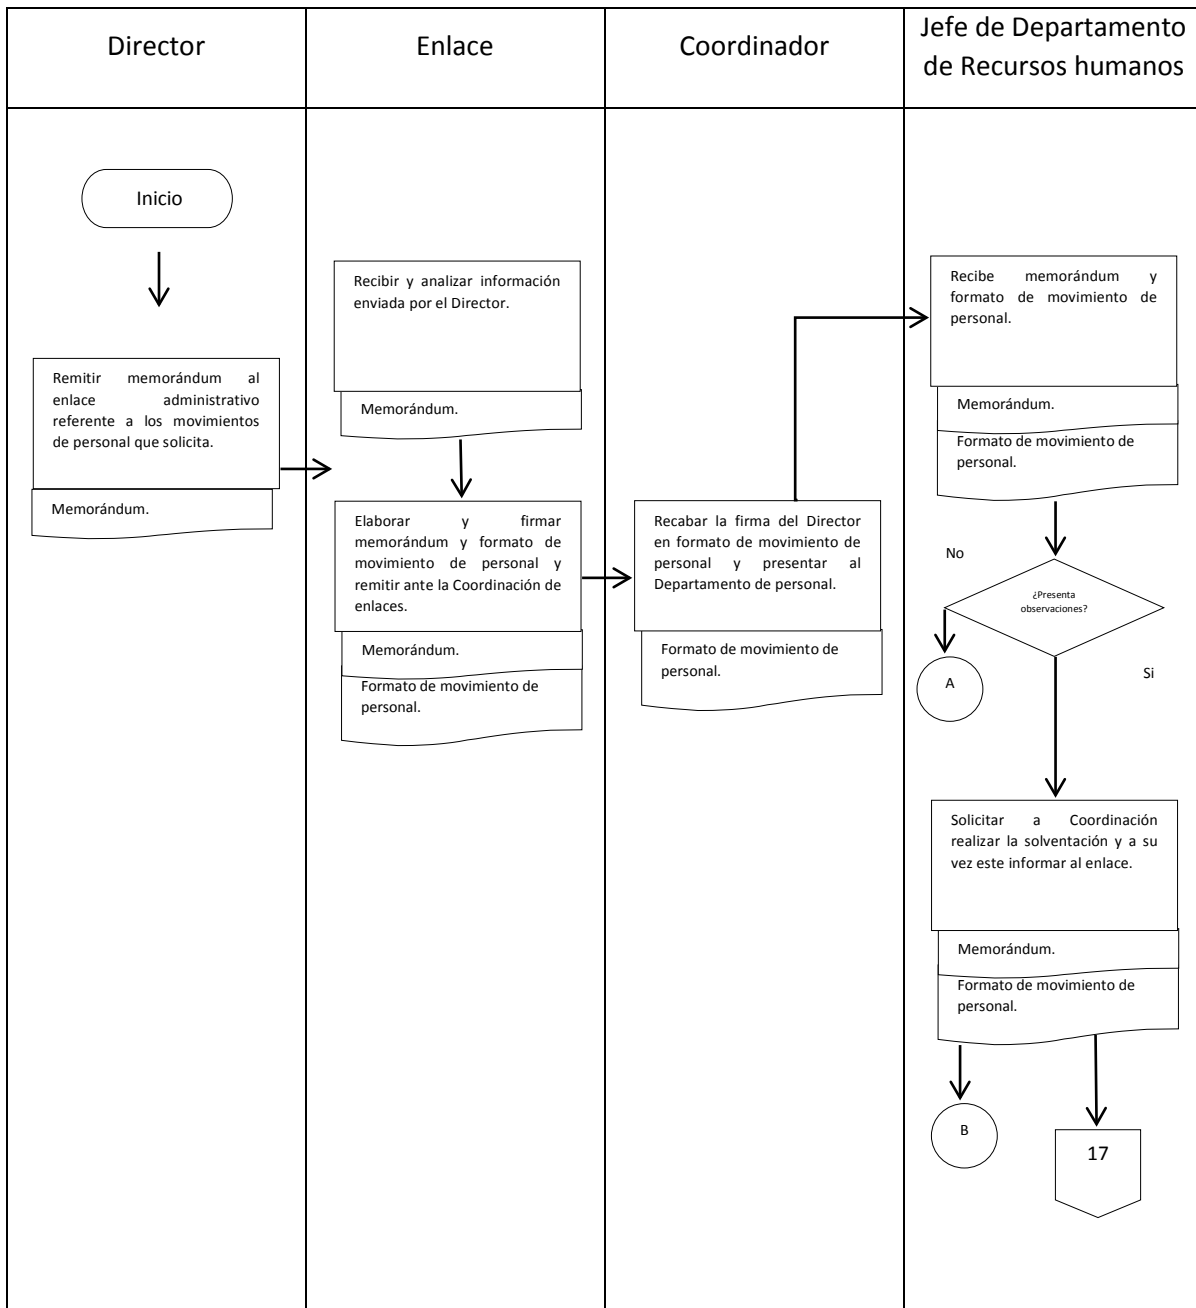 Director
Enlace
Coordinador
Jefe de Departamento
de Recursos humanos
Inicio
Remitir memorándum al
enlace administrativo
referente a los movimientos
de personal que solicita.
Memorándum.
Recibir y analizar información
enviada por el Director.
Memorándum.
Elaborar y firmar
memorándum y formato de
movimiento de personal y
remitir ante la Coordinación de
enlaces.
Memorándum.
Formato de movimiento de
personal.
Recabar la firma del Director
en formato de movimiento de
personal y presentar al
Departamento de personal.
Formato de movimiento de
personal.
Recibe memorándum y
formato de movimiento de
personal.
Memorándum.
Formato de movimiento de
personal.
No
¿Presenta
observaciones?
A
Si
Solicitar a Coordinación
realizar la solventación y a su
vez este informar al enlace.
Memorándum.
Formato de movimiento de
personal.
B
17